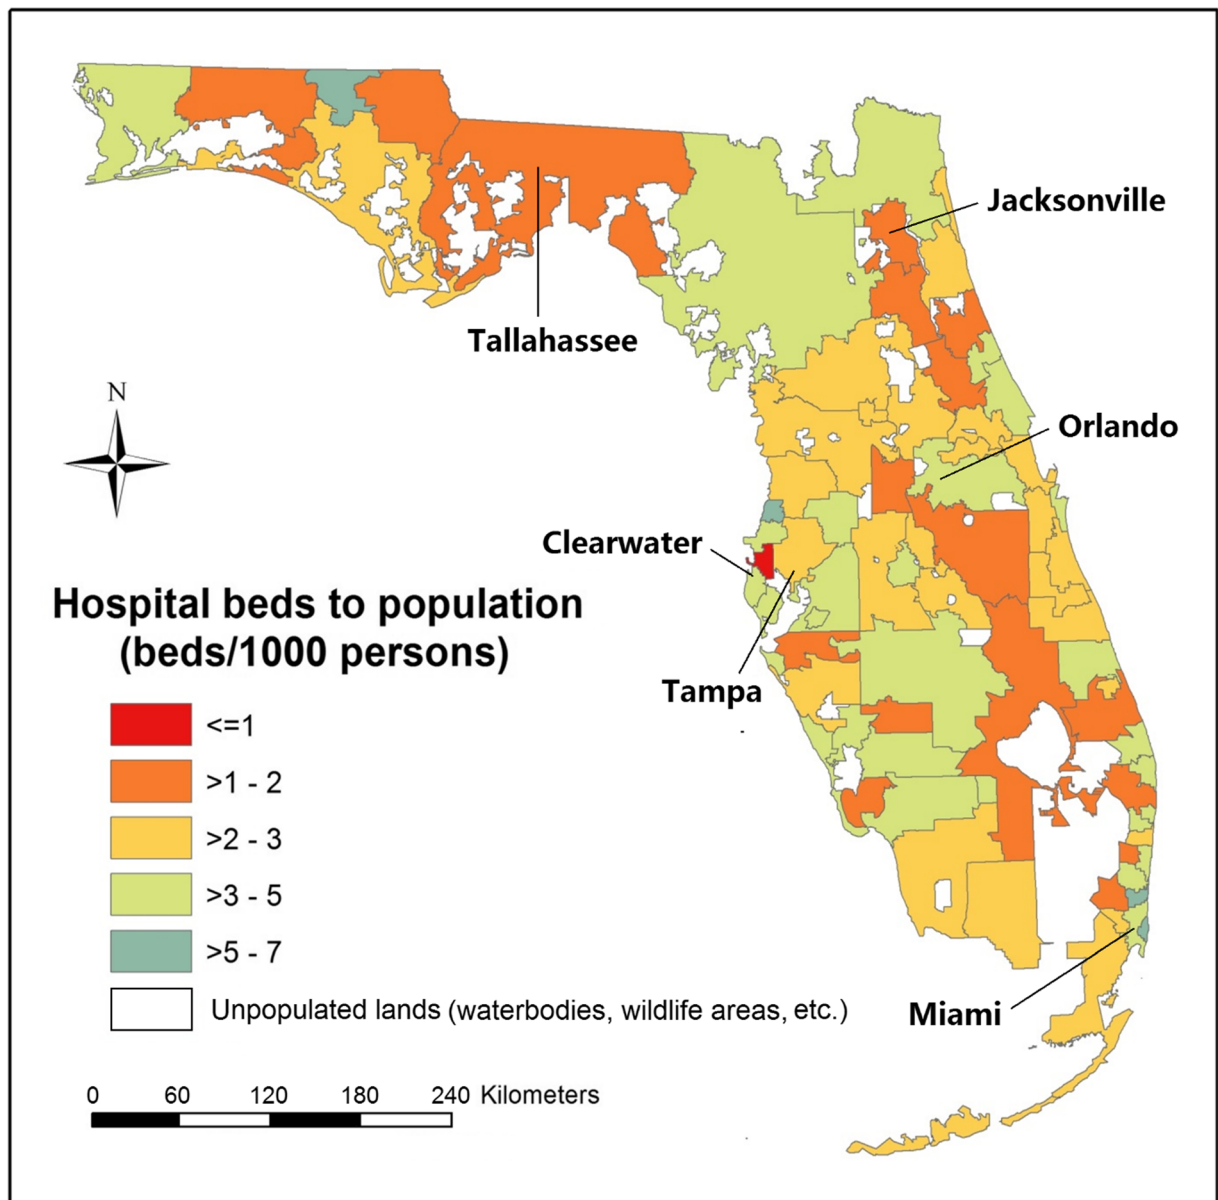 Jacksonville
Tallahassee
N
Orlando
Clearwater
Hospital beds to population
(beds/1000 persons)
Tampa
<=1
>1 - 2
>2 - 3
>3 - 5
>5 - 7
Unpopulated lands (waterbodies, wildlife areas, etc.)
Miami
0 60 120 180 240 Kilometers